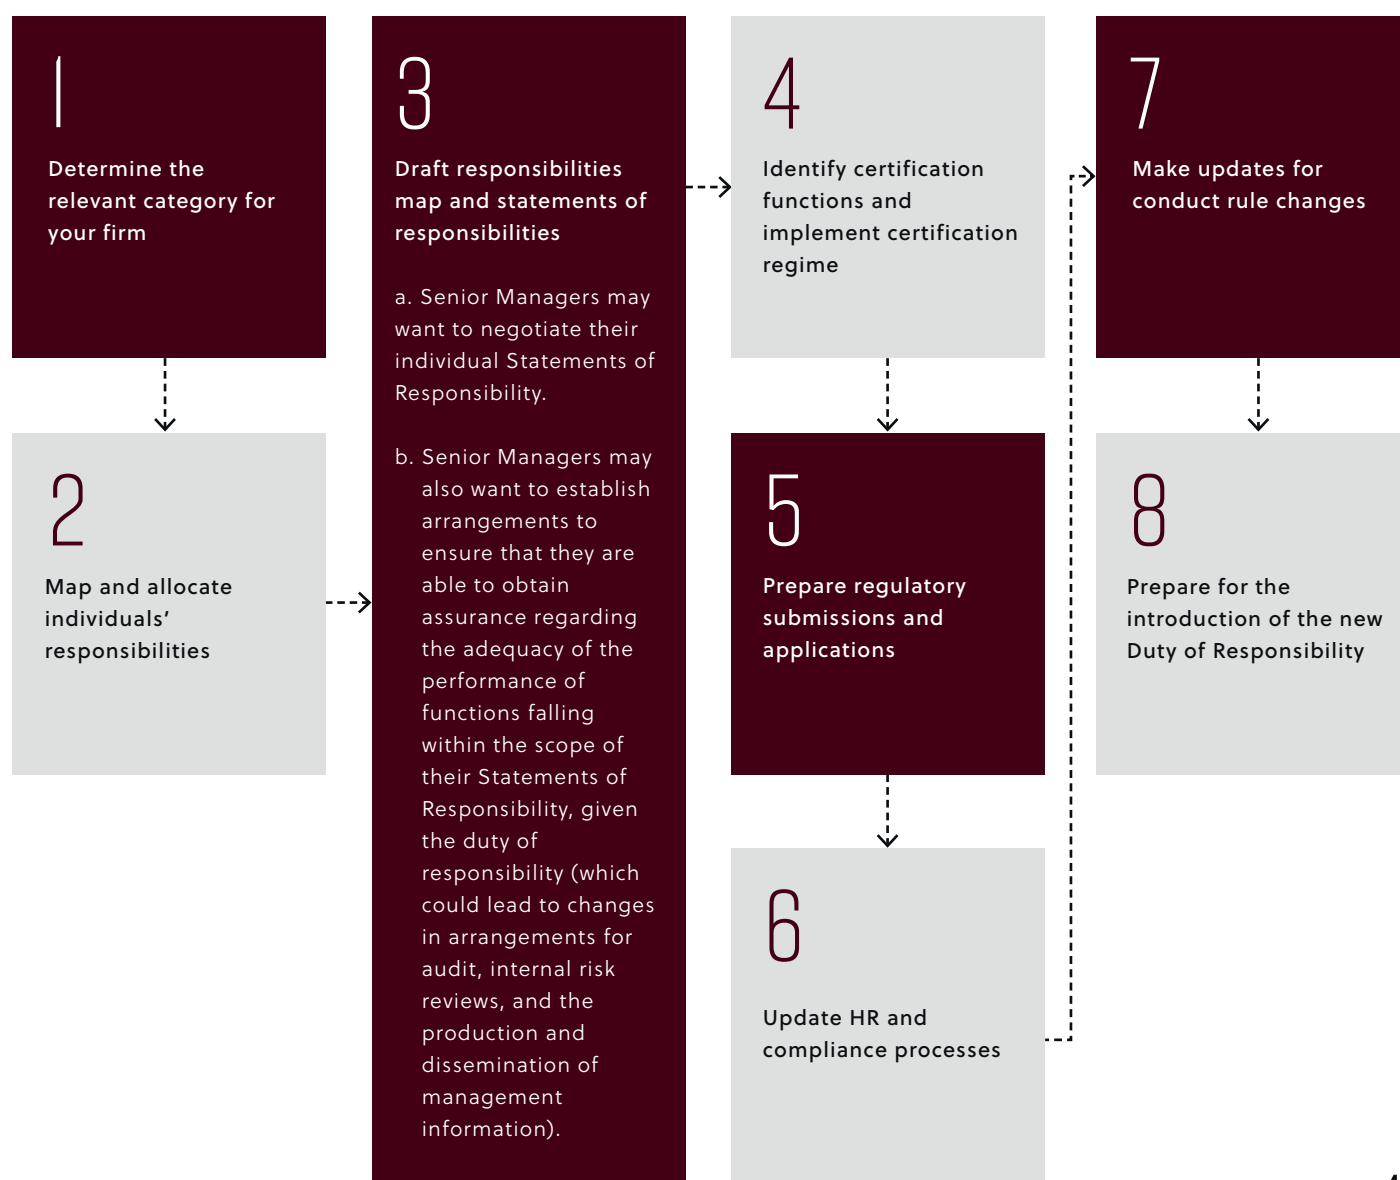 1
Determine the
relevant category for
your firm
2
Map and allocate
individuals’
responsibilities
3
Draft responsibilities
map and statements of
responsibilities
a. Senior Managers may
want to negotiate their
individual Statements of
Responsibility.
b. Senior Managers may
also want to establish
arrangements to
ensure that they are
able to obtain
assurance regarding
the adequacy of the
performance of
functions falling
within the scope of
their Statements of
Responsibility, given
the duty of
responsibility (which
could lead to changes
in arrangements for
audit, internal risk
reviews, and the
production and
dissemination of
management
information).
4
Identify certification
functions and
implement certification
regime
5
Prepare regulatory
submissions and
applications
6
Update HR and
compliance processes
7
Make updates for
conduct rule changes
8
Prepare for the
introduction of the new
Duty of Responsibility